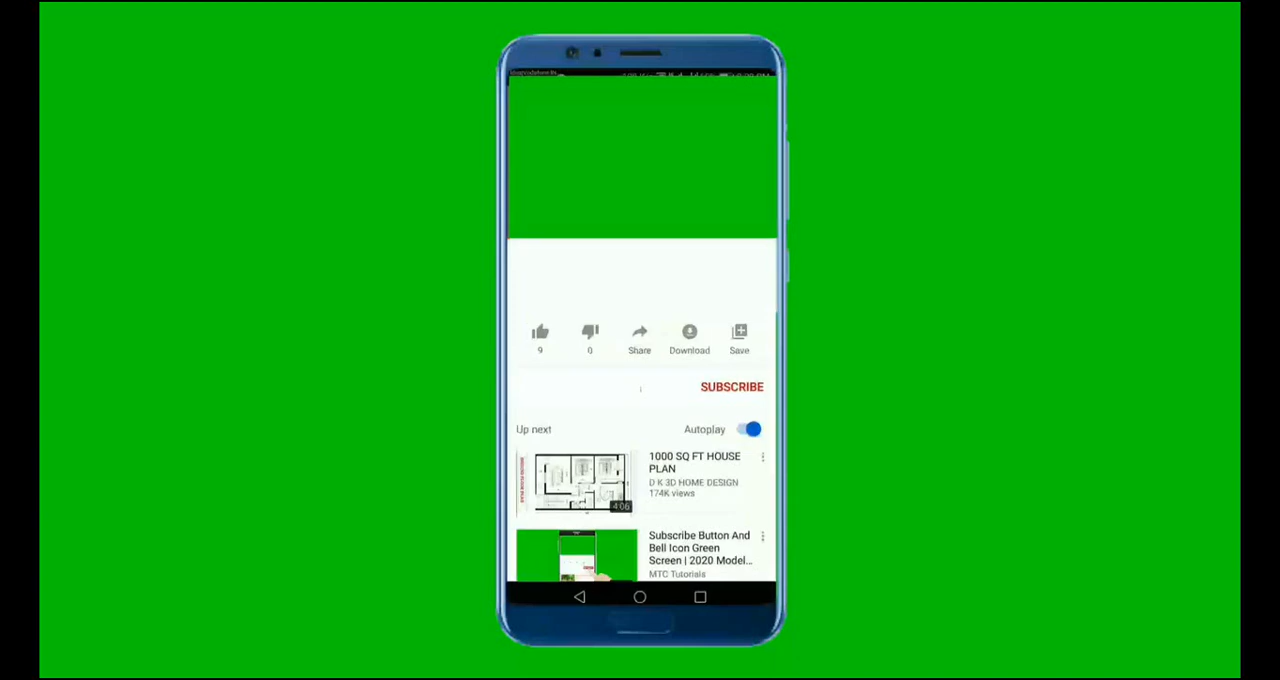 9
0
Share
Download
Save
SUBSCRIBE
Up next
Autoplay
1000 SQ FT HOUSE
PLAN
D K 3D HOME DESIGN
174K views
4:06
Subscribe Button And
Bell Icon Green
Screen | 2020 Model...
MTC Tutorials